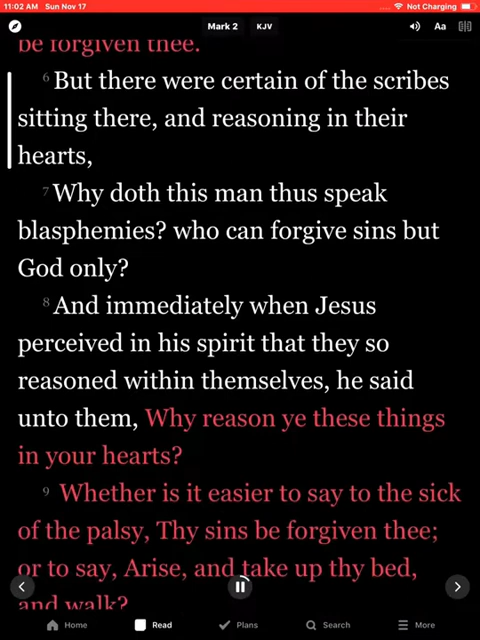 11:02 AM Sun Nov 17
Not Charging
Mark 2 KJV
Aa
be forgiven thee.
6 But there were certain of the scribes
sitting there, and reasoning in their
hearts,
7 Why doth this man thus speak
blasphemies? who can forgive sins but
God only?
8 And immediately when Jesus
perceived in his spirit that they so
reasoned within themselves, he said
unto them, Why reason ye these things
in your hearts?
9 Whether is it easier to say to the sick
of the palsy, Thy sins be forgiven thee;
or to say, Arise, and take up thy bed,
and walk?
Home Read Plans Search More